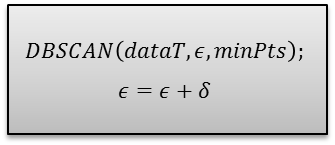 DBSCAN(dataT,ϵ,minPts);
ϵ = ϵ + δ